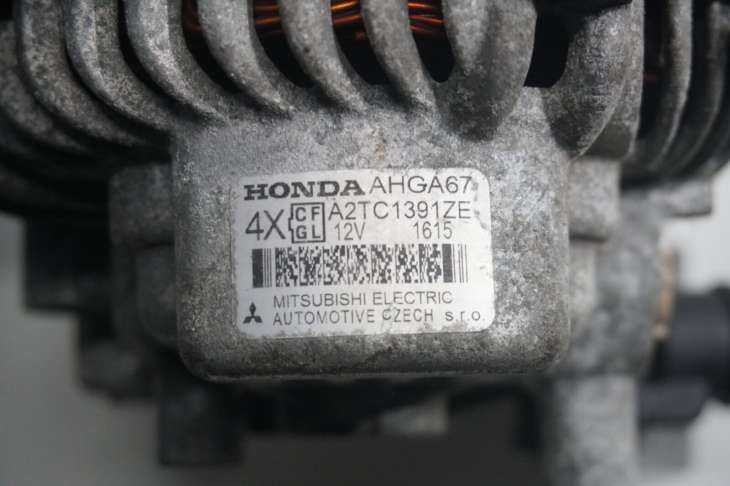 HONDA AHGA67
4X CF GL A2TC1391ZE
12V 1615
MITSUBISHI ELECTRIC
AUTOMOTIVE CZECH s.r.o.